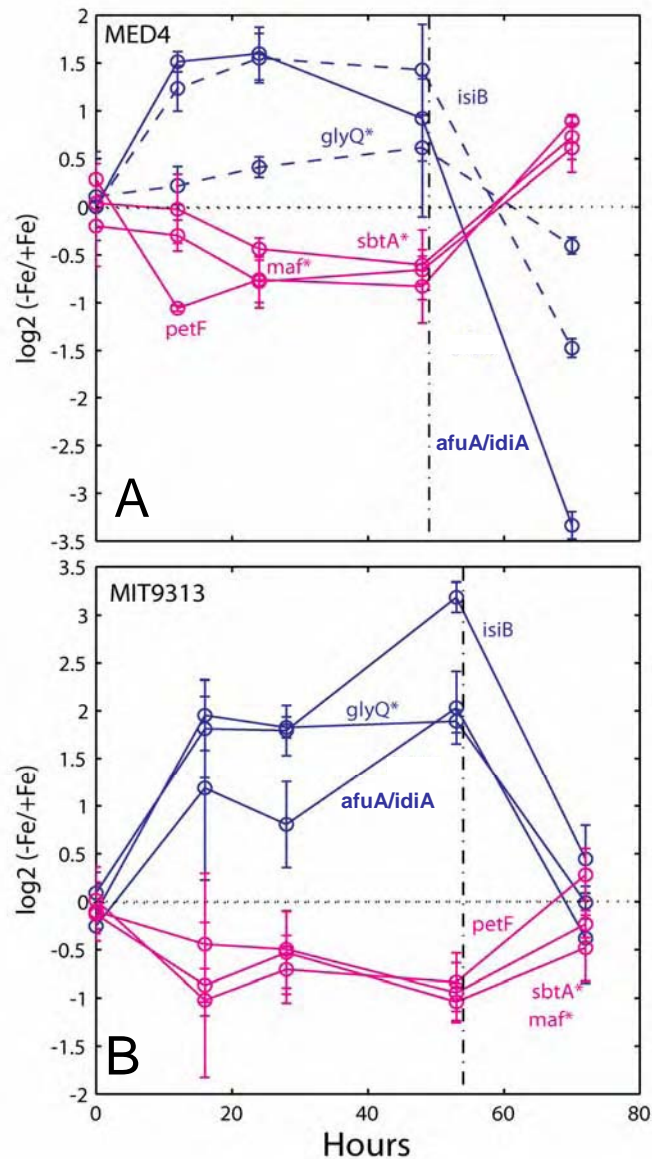 2
MED4
1.5
isiB
1
glyQ*
0.5
0
sbtA*
-0.5
maf*
log2 (-Fe/+Fe)
-1
petF
-1.5
-2
-2.5
afuA/idiA
-3
A
-3.5
3.5
MIT9313
3
isiB
2.5
2
glyQ*
1.5
1
afuA/idiA
log2 (-Fe/+Fe)
0.5
0
petF
-0.5
sbtA*
-1
maf*
-1.5
B
-2
0 20 40 60 80
Hours